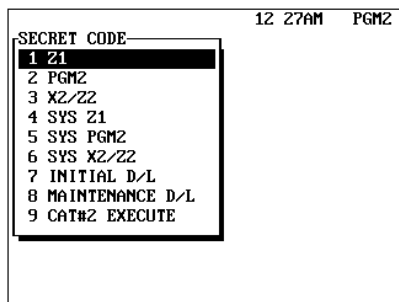 12 27AM PGM2
SECRET CODE
1 Z1
2 PGM2
3 X2/Z2
4 SYS Z1
5 SYS PGM2
6 SYS X2/Z2
7 INITIAL D/L
8 MAINTENANCE D/L
9 CAT#2 EXECUTE